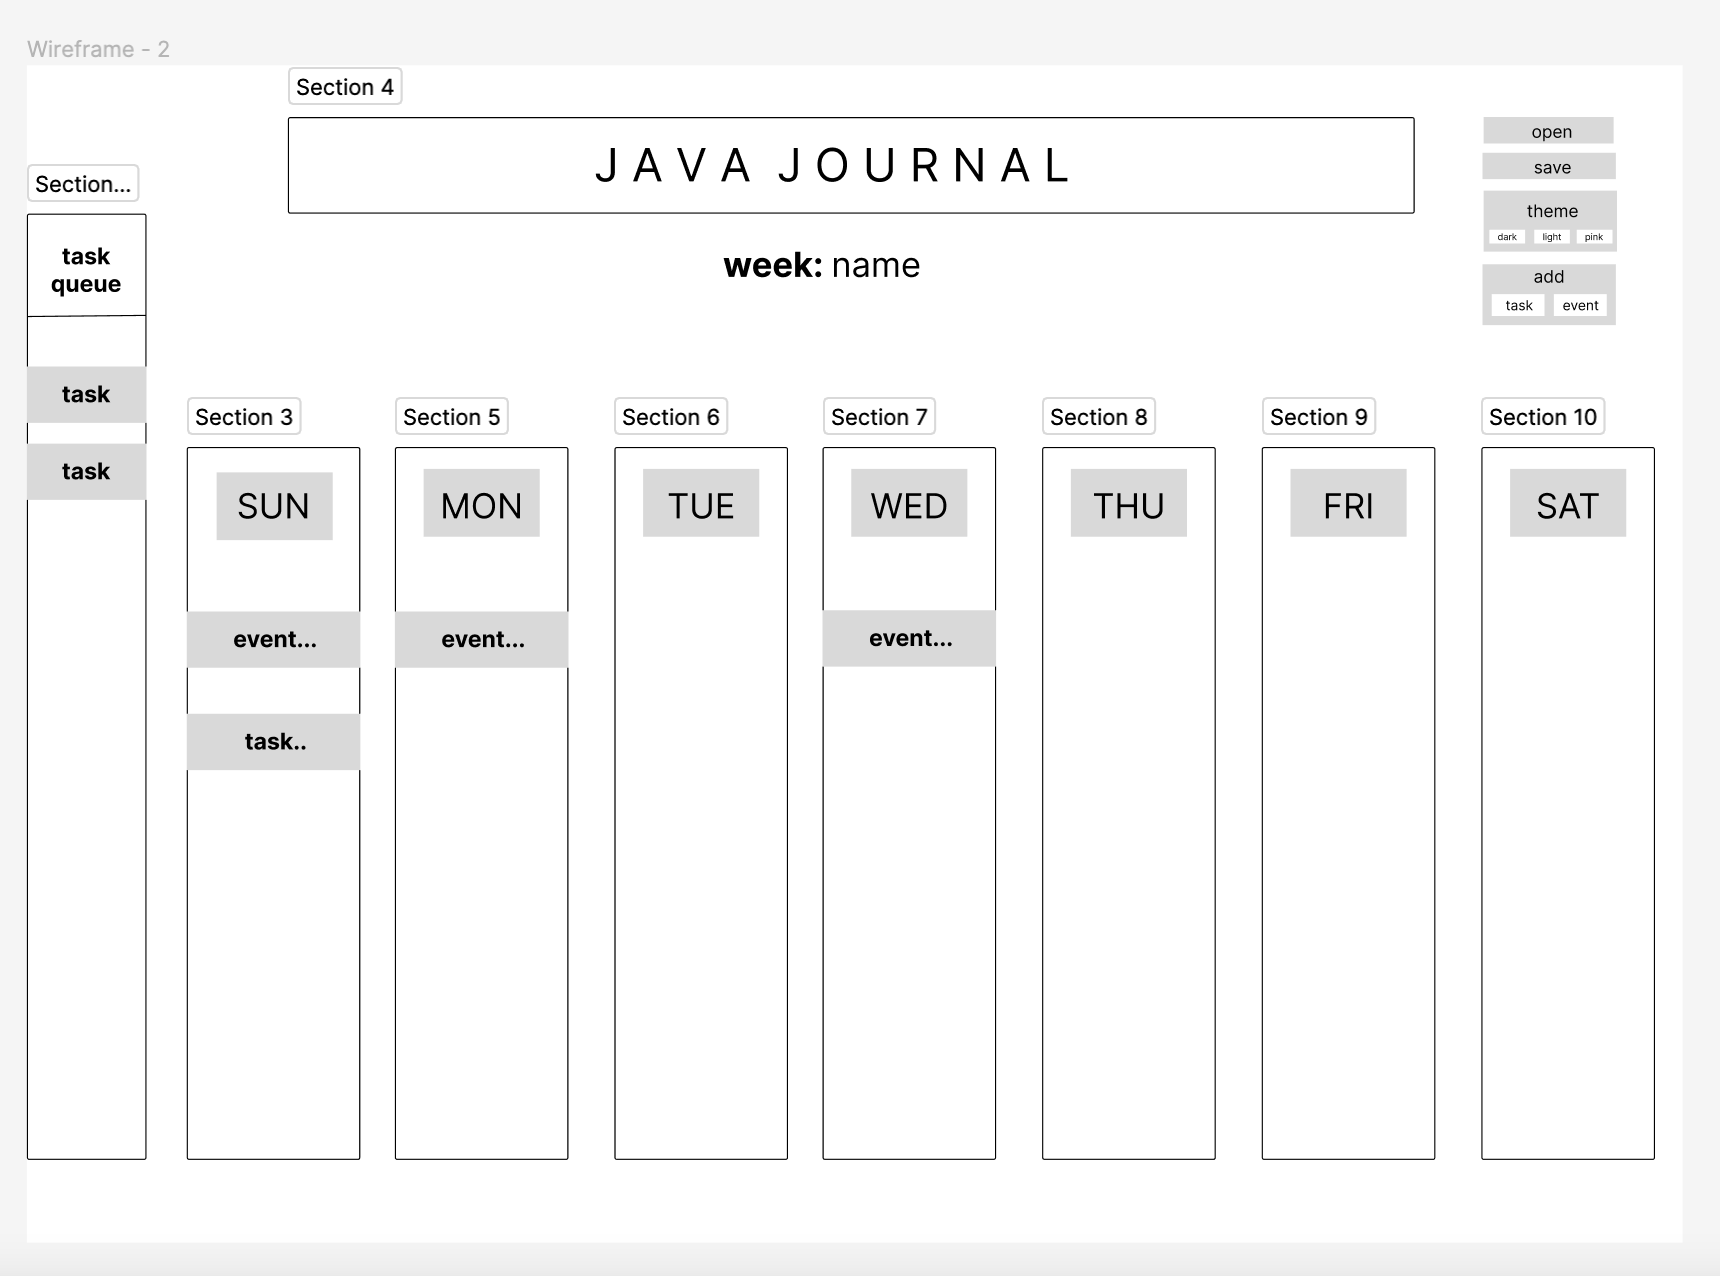 Wireframe - 2
Section 4
JAVA JOURNAL
open
save
theme
dark light pink
add
task event
week: name
Section...
task
queue
task
task
Section 3 Section 5 Section 6 Section 7 Section 8 Section 9 Section 10
SUN MON TUE WED THU FRI SAT
event... event... event...
task..